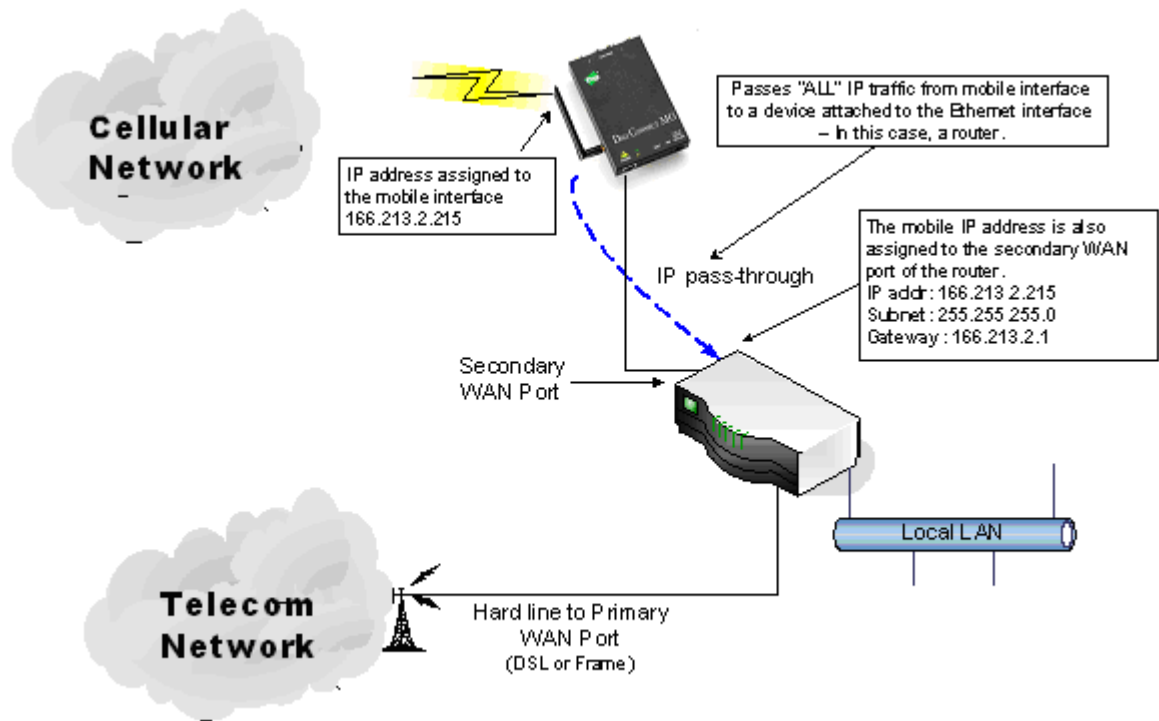 Cellular
Network
Passes "ALL" IP traffic from mobile interface
to a device attached to the Ethernet interface
– In this case, a router.
IP address assigned to
the mobile interface
166.213.2.215
The mobile IP address is also
assigned to the secondary WAN
port of the router.
IP addr: 166.213.2.215
Subnet: 255.255.255.0
Gateway: 166.213.2.1
IP pass-through
Secondary
WAN Port
Local LAN
Telecom
Network
Hard line to Primary
WAN Port
(DSL or Frame)